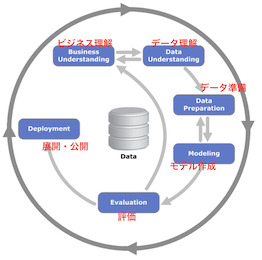 ビジネス理解
Business
Understanding
データ理解
Data
Understanding
データ準備
Data
Preparation
Modeling
モデル作成
Deployment
展開・公開
Data
Evaluation
評価